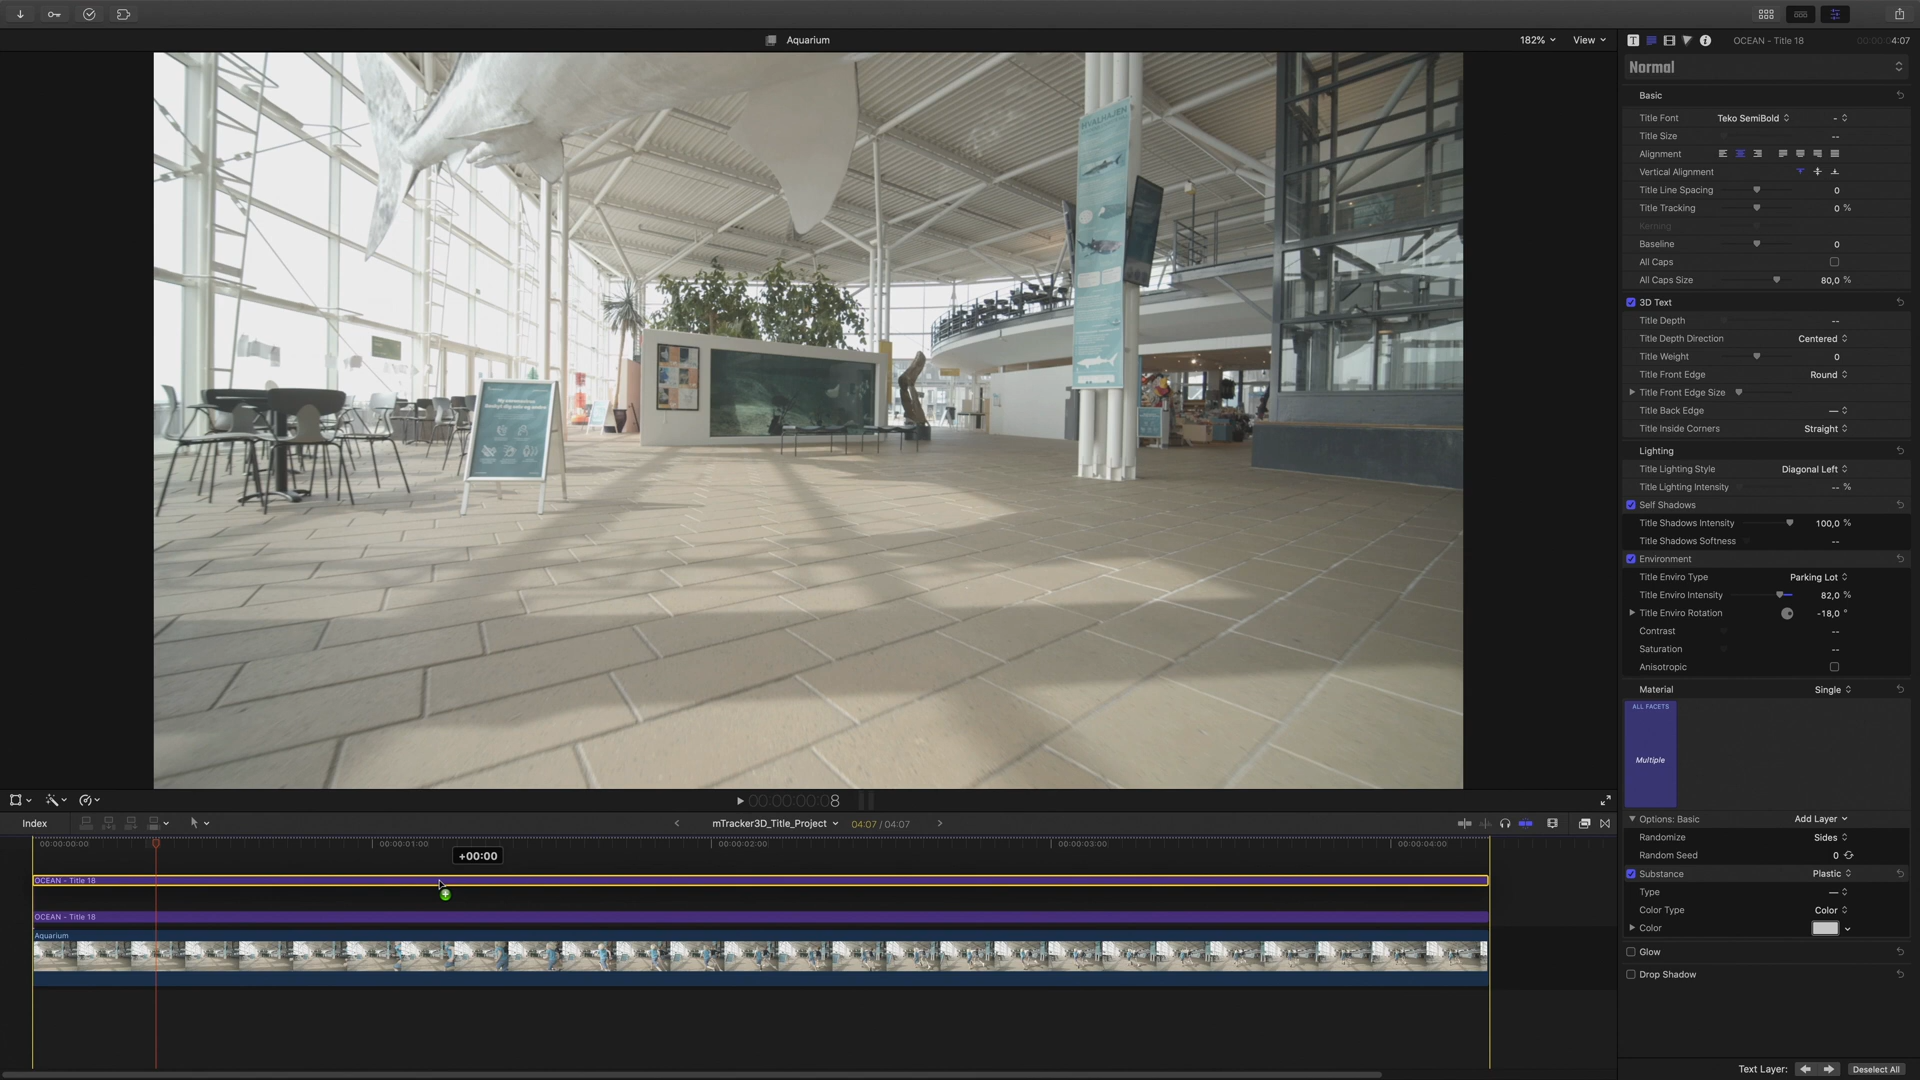 Aquarium
182%
View
OCEAN - Title 18
4:07
Normal
Basic
Title Font
Teko SemiBold
-
Title Size
--
Alignment
Vertical Alignment
Title Line Spacing
0
Title Tracking
0 %
Kerning
Baseline
0
All Caps
All Caps Size
80,0 %
3D Text
Title Depth
--
Title Depth Direction
Centered
Title Weight
0
Title Front Edge
Round
Title Front Edge Size
Title Back Edge
—
Title Inside Corners
Straight
Lighting
Title Lighting Style
Diagonal Left
Title Lighting Intensity
-- %
Self Shadows
Title Shadows Intensity
100,0 %
Title Shadows Softness
--
Environment
Title Enviro Type
Parking Lot
Title Enviro Intensity
82,0 %
Title Enviro Rotation
-18,0 °
Contrast
--
Saturation
--
Anisotropic
Material
Single
ALL FACETS
Multiple
Options: Basic
Add Layer
Randomize
Sides
Random Seed
0
Substance
Plastic
Type
—
Color Type
Color
Color
Glow
Drop Shadow
Text Layer:
Deselect All
HVALHAJEN
00:00:00:08
Index
mTracker3D_Title_Project
04:07 / 04:07
00:00:00:00
00:00:01:00
00:00:02:00
00:00:03:00
00:00:04:00
+00:00
OCEAN - Title 18
OCEAN - Title 18
Aquarium